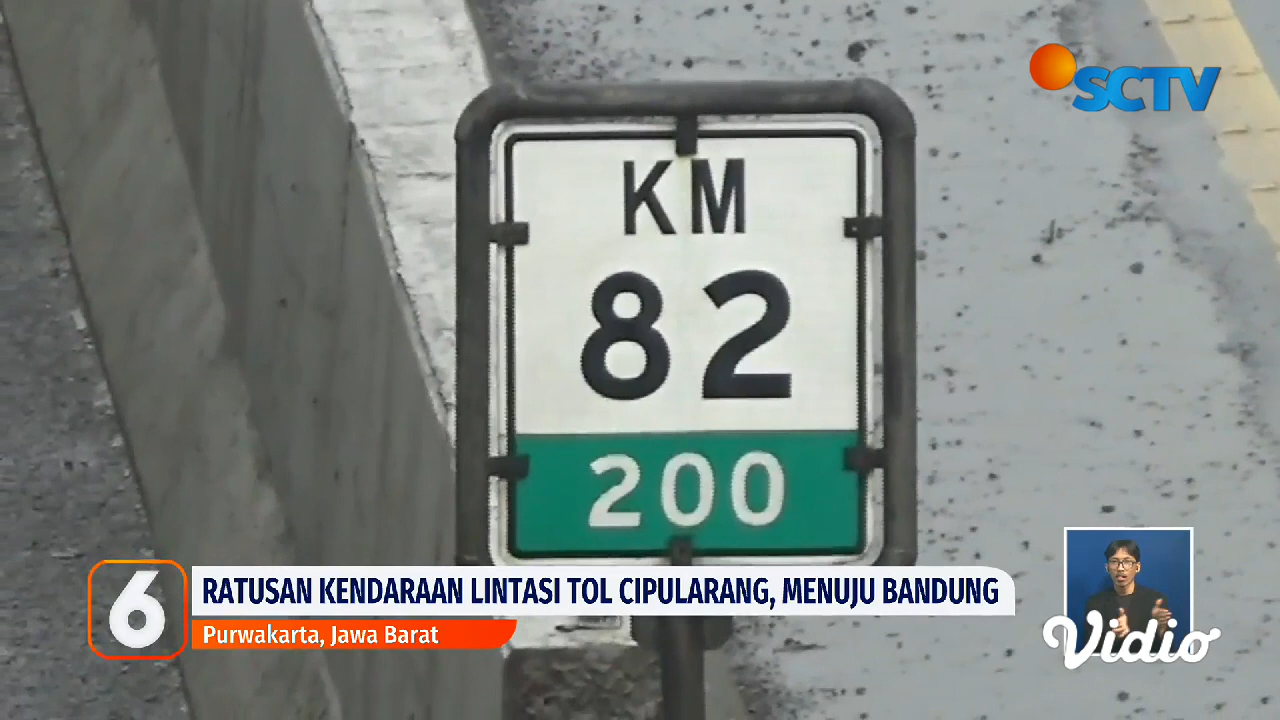 SCTV
KM
82
200
6
RATUSAN KENDARAAN LINTASI TOL CIPULARANG, MENUJU BANDUNG
Purwakarta, Jawa Barat
Vidio